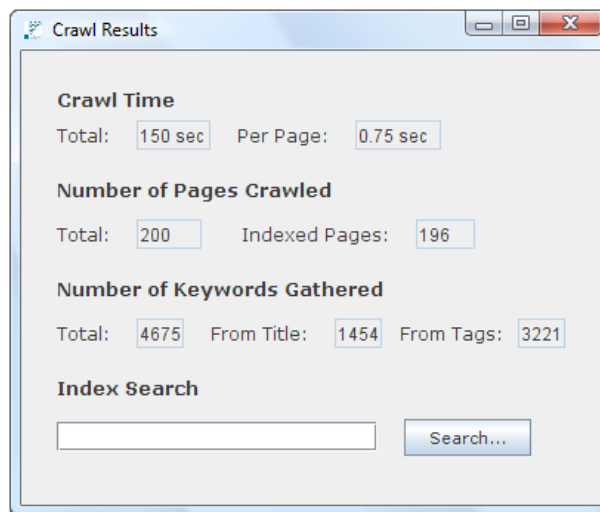 Crawl Results
Crawl Time
Total: 150 sec Per Page: 0.75 sec
Number of Pages Crawled
Total: 200 Indexed Pages: 196
Number of Keywords Gathered
Total: 4675 From Title: 1454 From Tags: 3221
Index Search
Search...